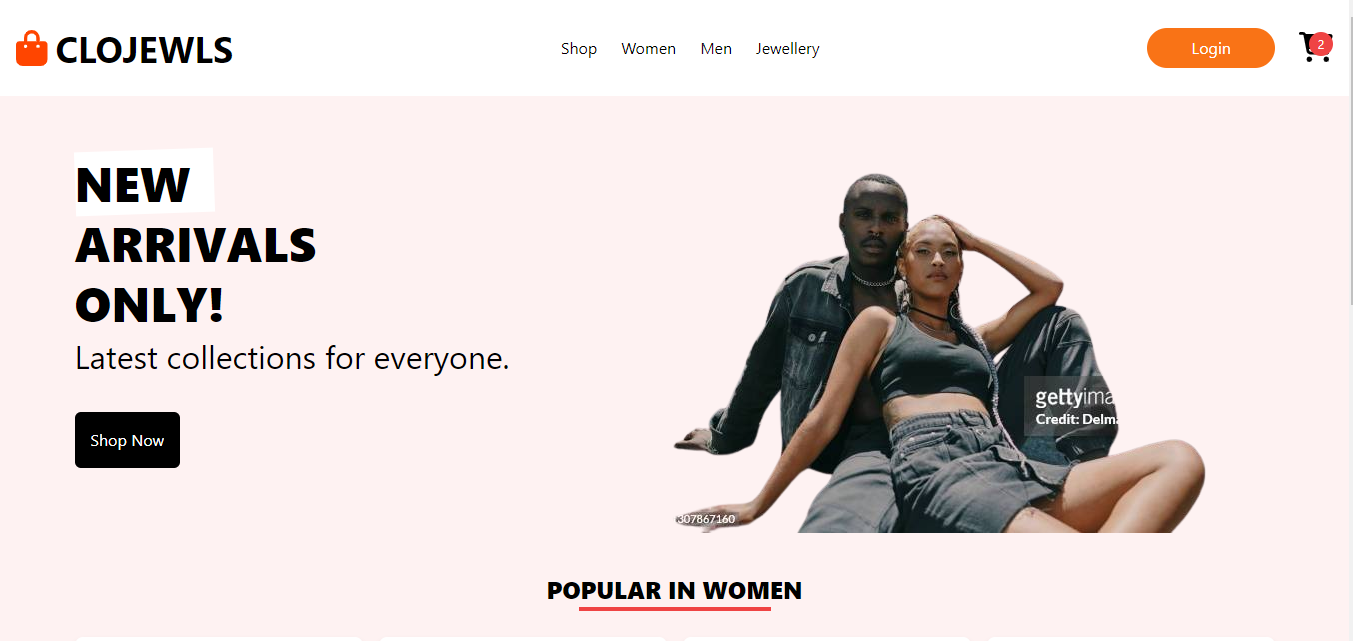 CLOJEWLS
Shop Women Men Jewellery
Login
2
NEW
ARRIVALS
ONLY!
Latest collections for everyone.
Shop Now
gettyima
Credit: Delma
307867160
POPULAR IN WOMEN